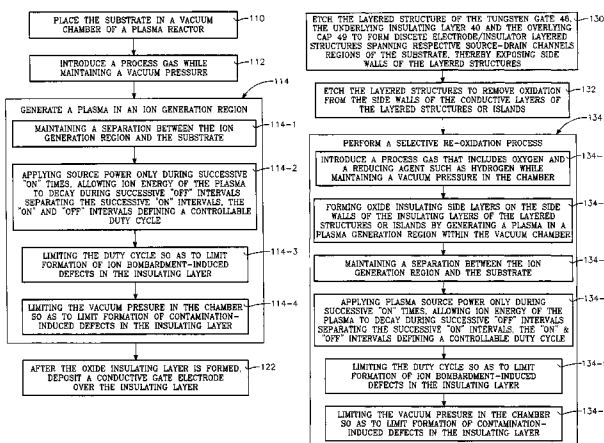 PLACE THE SUBSTRATE IN A VACUUM
CHAMBER OF A PLASMA REACTOR
110
INTRODUCE A PROCESS GAS WHILE
MAINTAINING A VACUUM PRESSURE
112
114
GENERATE A PLASMA IN AN ION GENERATION REGION
MAINTAINING A SEPARATION BETWEEN THE ION
GENERATION REGION AND THE SUBSTRATE
114-1
APPLYING SOURCE POWER ONLY DURING SUCCESSIVE
"ON" TIMES, ALLOWING ION ENERGY OF THE PLASMA
TO DECAY DURING SUCCESSIVE "OFF" INTERVALS
SEPARATING THE SUCCESSIVE "ON" INTERVALS, THE
"ON" AND "OFF" INTERVALS DEFINING A CONTROLLABLE
DUTY CYCLE
114-2
LIMITING THE DUTY CYCLE SO AS TO LIMIT
FORMATION OF ION BOMBARDMENT-INDUCED
DEFECTS IN THE INSULATING LAYER
114-3
LIMITING THE VACUUM PRESURE IN THE CHAMBER
SO AS TO LIMIT FORMATION OF CONTAMINATION-
INDUCED DEFECTS IN THE INSULATING LAYER
114-4
AFTER THE OXIDE INSULATING LAYER IS FORMED,
DEPOSIT A CONDUCTIVE GATE ELECTRODE
OVER THE INSULATING LAYER
122
ETCH THE LAYERED STRUCTURE OF THE TUNGSTEN GATE 48,
THE UNDERLYING INSULATING LAYER 40 AND THE OVERLYING
CAP 49 TO FORM DISCRETE ELECTRODE/INSULATOR LAYERED
STRUCTURES SPANNING RESPECTIVE SOURCE-DRAIN CHANNELS
REGIONS OF THE SUBSTRATE, THEREBY EXPOSING SIDE
WALLS OF THE LAYERED STRUCTURES
130
ETCH THE LAYERED STRUCTURES TO REMOVE OXIDATION
FROM THE SIDE WALLS OF THE CONDUCTIVE LAYERS OF
THE LAYERED STRUCTURES OR ISLANDS
132
134
PERFORM A SELECTIVE RE-OXIDATION PROCESS
INTRODUCE A PROCESS GAS THAT INCLUDES OXYGEN AND
A REDUCING AGENT SUCH AS HYDROGEN WHILE
MAINTAINING A VACUUM PRESSURE IN THE CHAMBER
134-
FORMING OXIDE INSULATING SIDE LAYERS ON THE SIDE
WALLS OF THE INSULATING LAYERS OF THE LAYERED
STRUCTURES OR ISLANDS BY GENERATING A PLASMA IN A
PLASMA GENERATION REGION WITHIN THE VACUUM CHAMBER
134-
MAINTAINING A SEPARATION BETWEEN THE ION
GENERATION REGION AND THE SUBSTRATE
134-
APPLYING PLASMA SOURCE POWER ONLY DURING
SUCCESSIVE "ON" TIMES, ALLOWING ION ENERGY OF THE
PLASMA TO DECAY DURING SUCCESSIVE "OFF" INTERVALS
SEPARATING THE SUCCESSIVE "ON" INTERVALS, THE "ON" &
"OFF" INTERVALS DEFINING A CONTROLLABLE DUTY CYCLE
134-
LIMITING THE DUTY CYCLE SO AS TO LIMIT
FORMATION OF ION BOMBARDMENT-INDUCED
DEFECTS IN THE INSULATING LAYER
134-
LIMITING THE VACUUM PRESURE IN THE CHAMBER
SO AS TO LIMIT FORMATION OF CONTAMINATION-
INDUCED DEFECTS IN THE INSULATING LAYER
134-